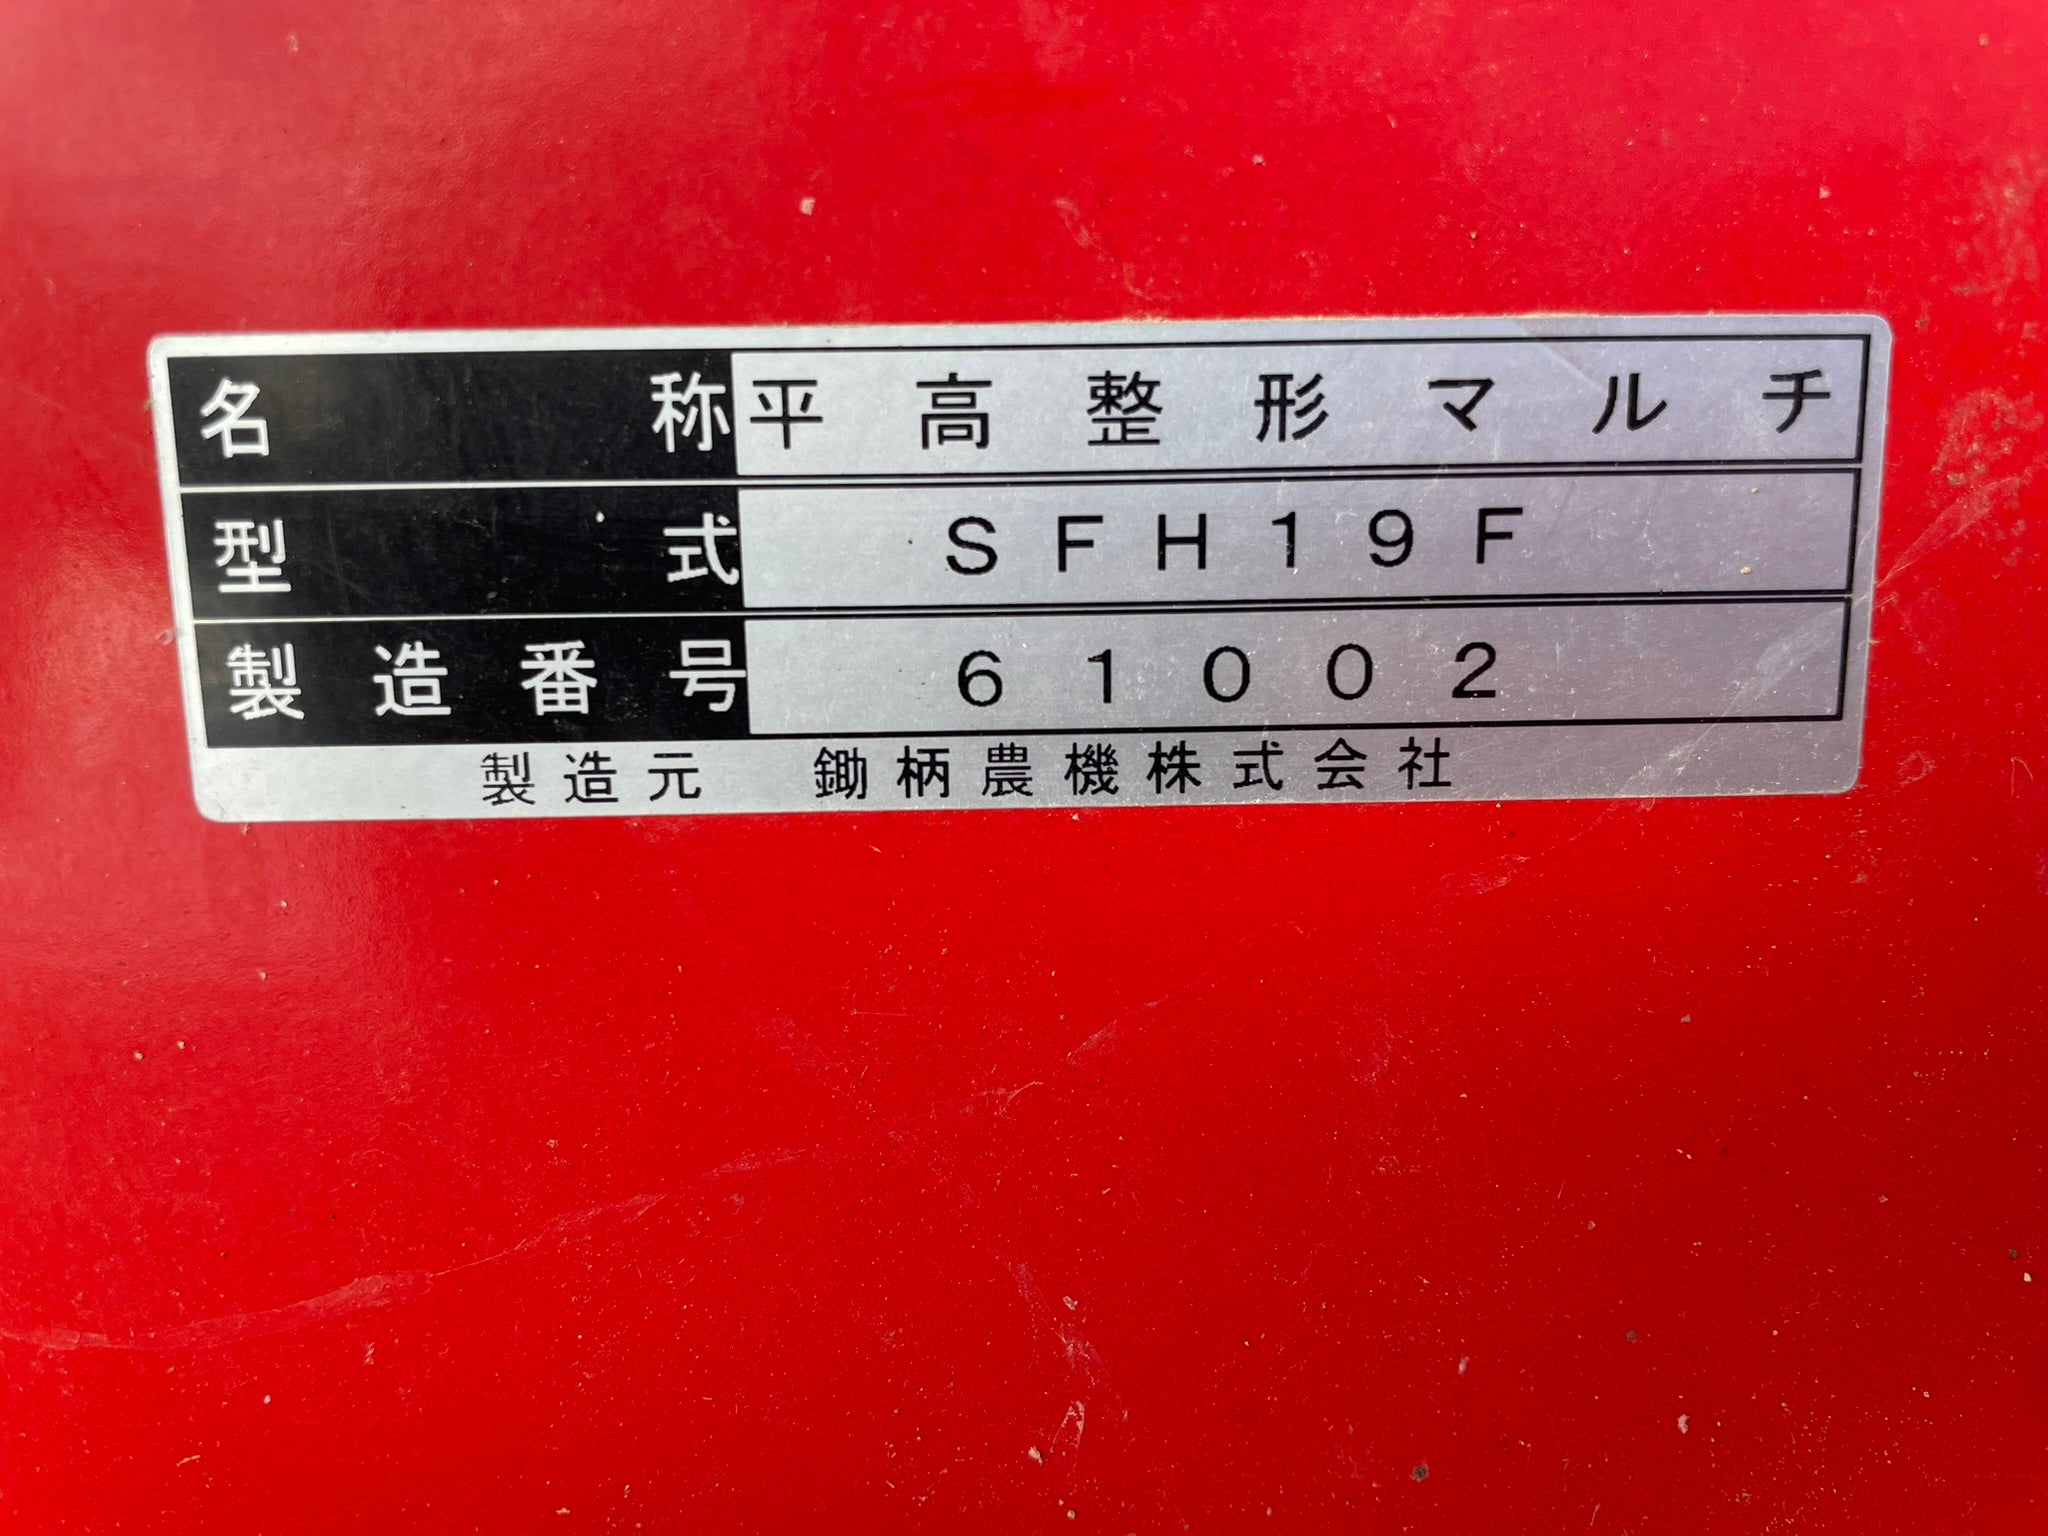 名称 平高整形マルチ
型式 SFH19F
製造番号 61002
製造元 鋤柄農機株式会社